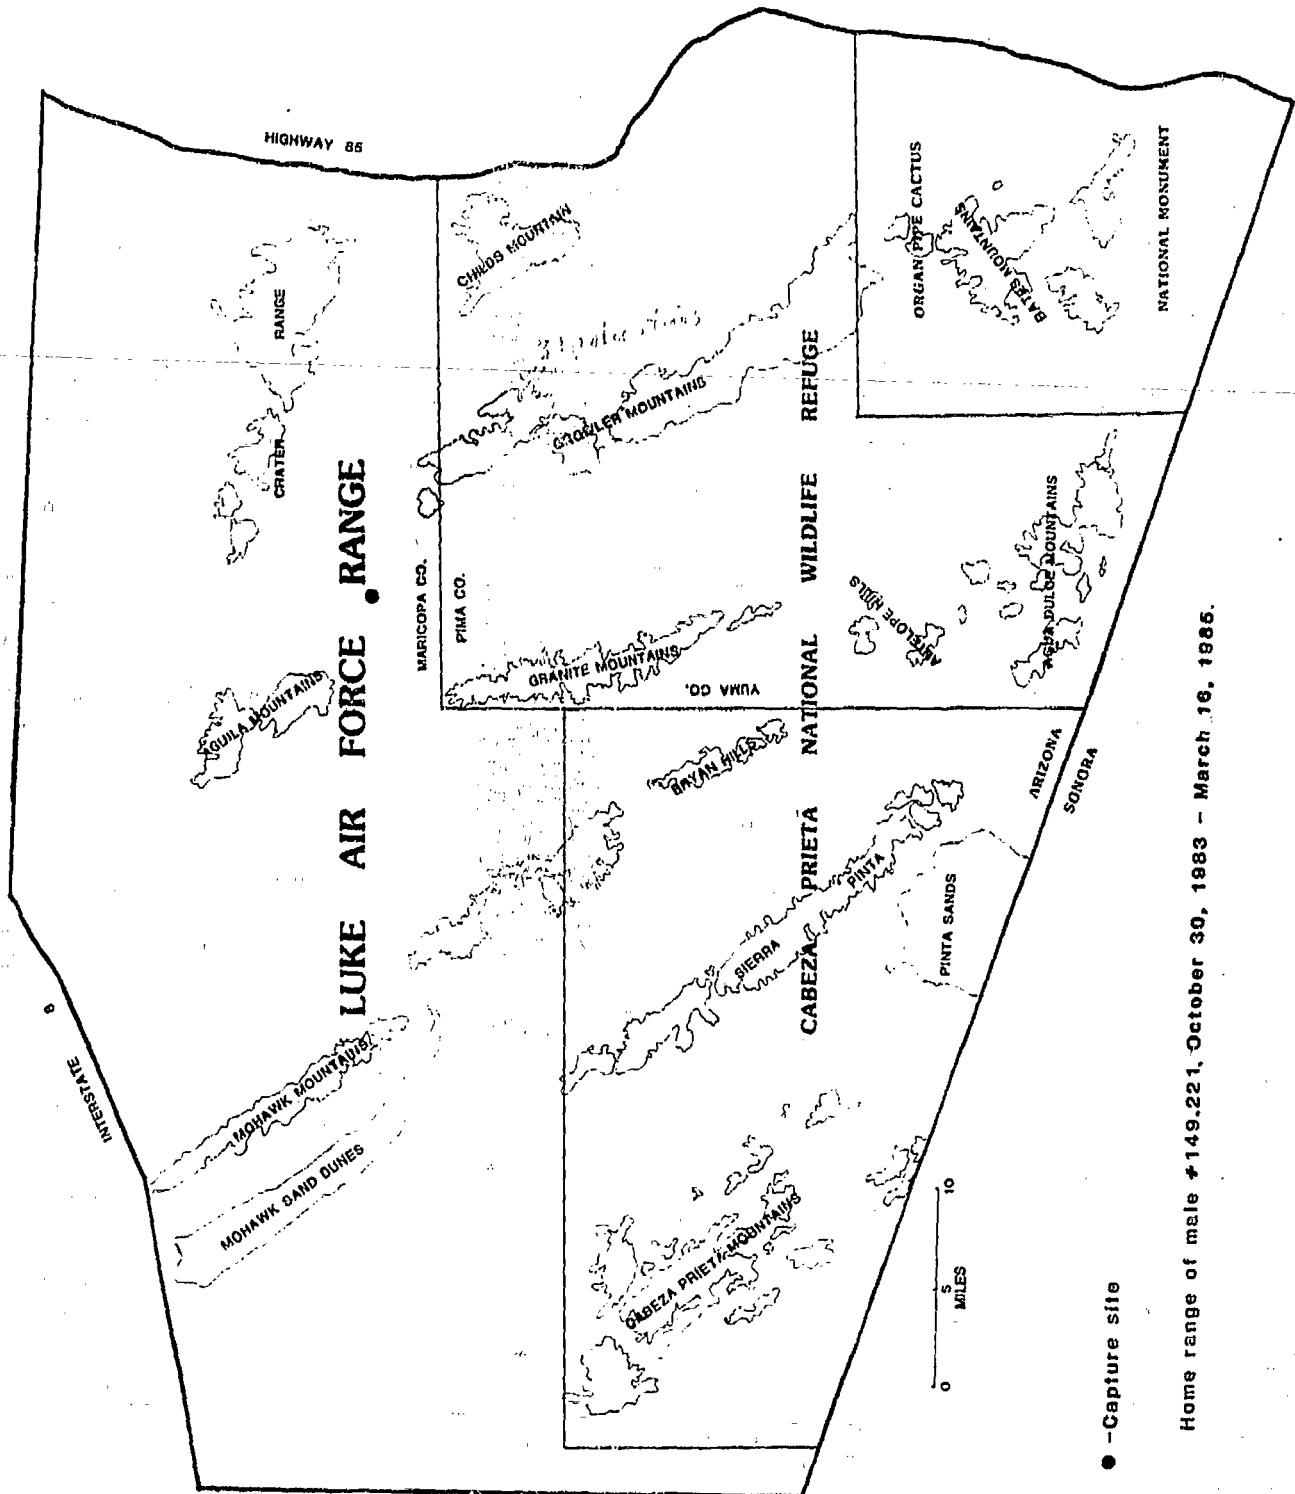 INTERSTATE 8
HIGHWAY 85
MOHAWK SAND DUNES
MOHAWK MOUNTAINS
AGUILA MOUNTAINS
CRATER RANGE
LUKE AIR FORCE RANGE
MARICOPA CO.
PIMA CO.
YUMA CO.
CHILDS MOUNTAIN
GROWLER MOUNTAINS
GRANITE MOUNTAINS
BRYAN HILLS
CABEZA PRIETA MOUNTAINS
SIERRA PINTA
CABEZA PRIETA NATIONAL WILDLIFE REFUGE
ANTELOPE HILLS
AGUA DULCE MOUNTAINS
ORGAN PIPE CACTUS
BATES MOUNTAINS
NATIONAL MONUMENT
PINTA SANDS
ARIZONA
SONORA
0 5 10
MILES
● -Capture site
Home range of male #149.221, October 30, 1983 - March 16, 1985.